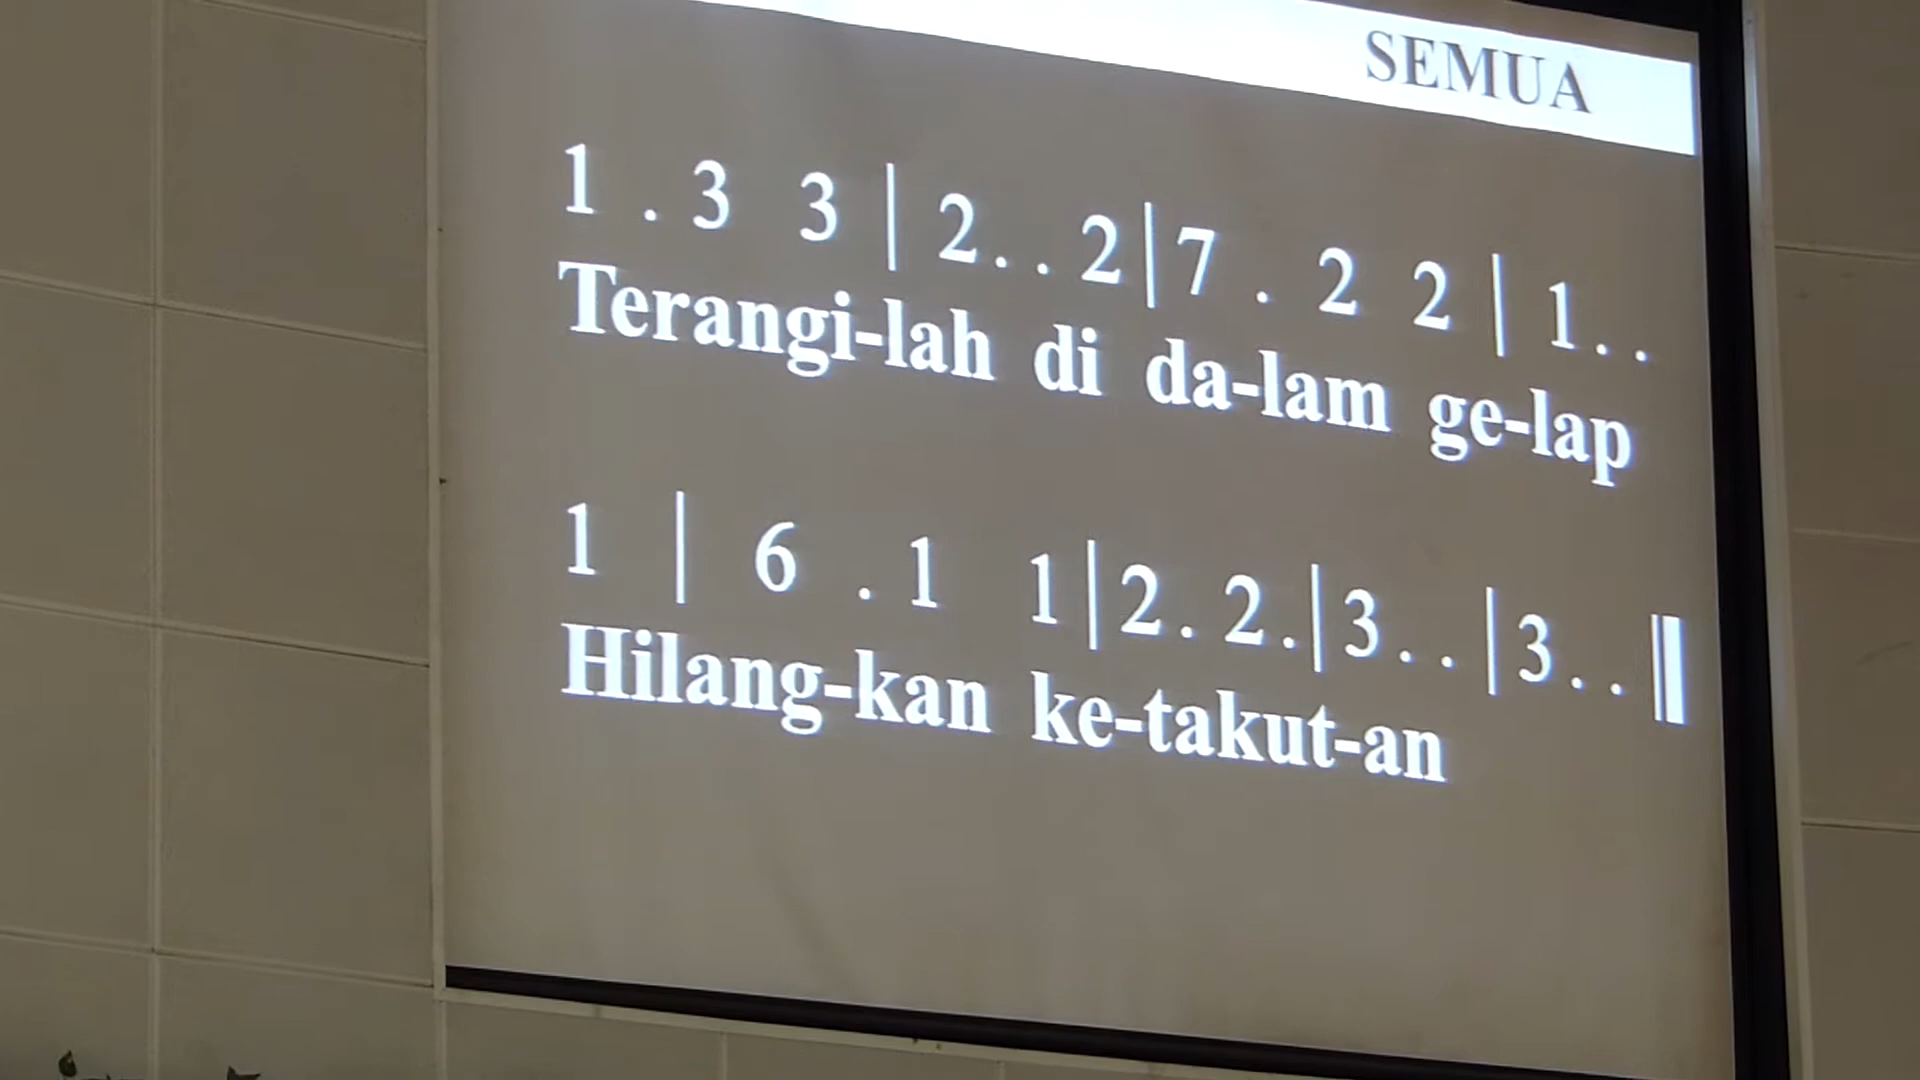 SEMUA
1 . 3 3 | 2 . . 2 | 7 . 2 2 | 1 . .
Terangi-lah di da-lam ge-lap
1 | 6 . 1 1 | 2 . 2 . | 3 . . | 3 . . ||
Hilang-kan ke-takut-an